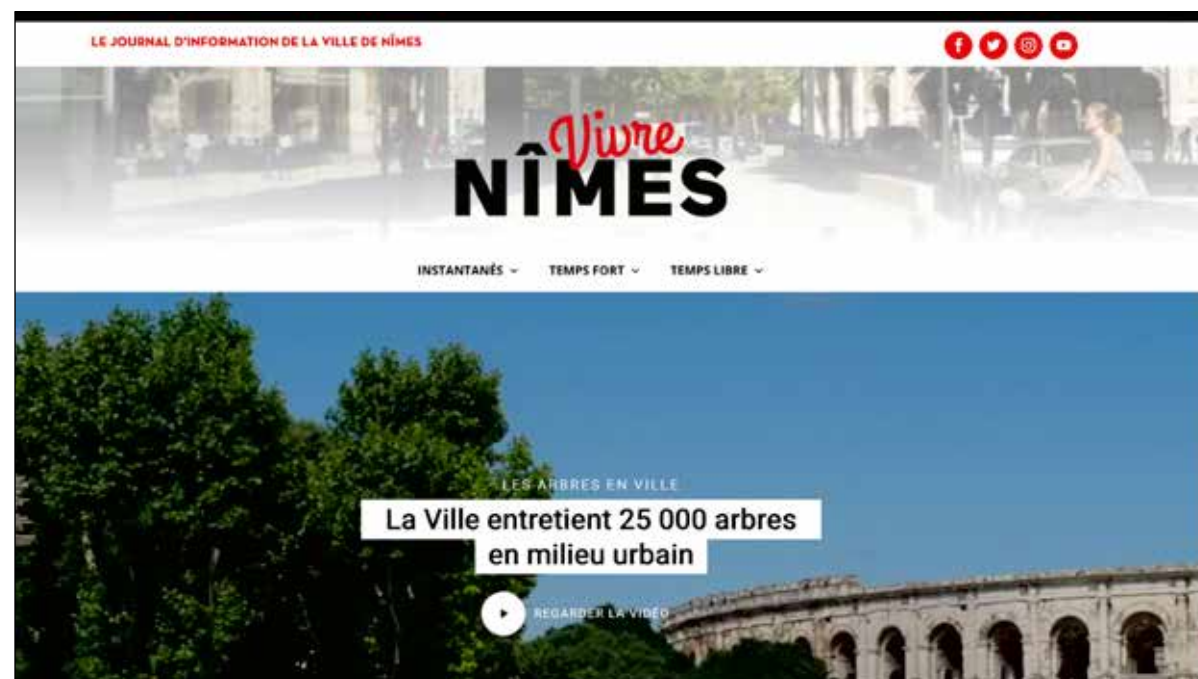 LE JOURNAL D'INFORMATION DE LA VILLE DE NÎMES
Vivre
NÎMES
INSTANTANÉS
TEMPS FORT
TEMPS LIBRE
LES ARBRES EN VILLE
La Ville entretient 25 000 arbres
en milieu urbain
REGARDER LA VIDÉO